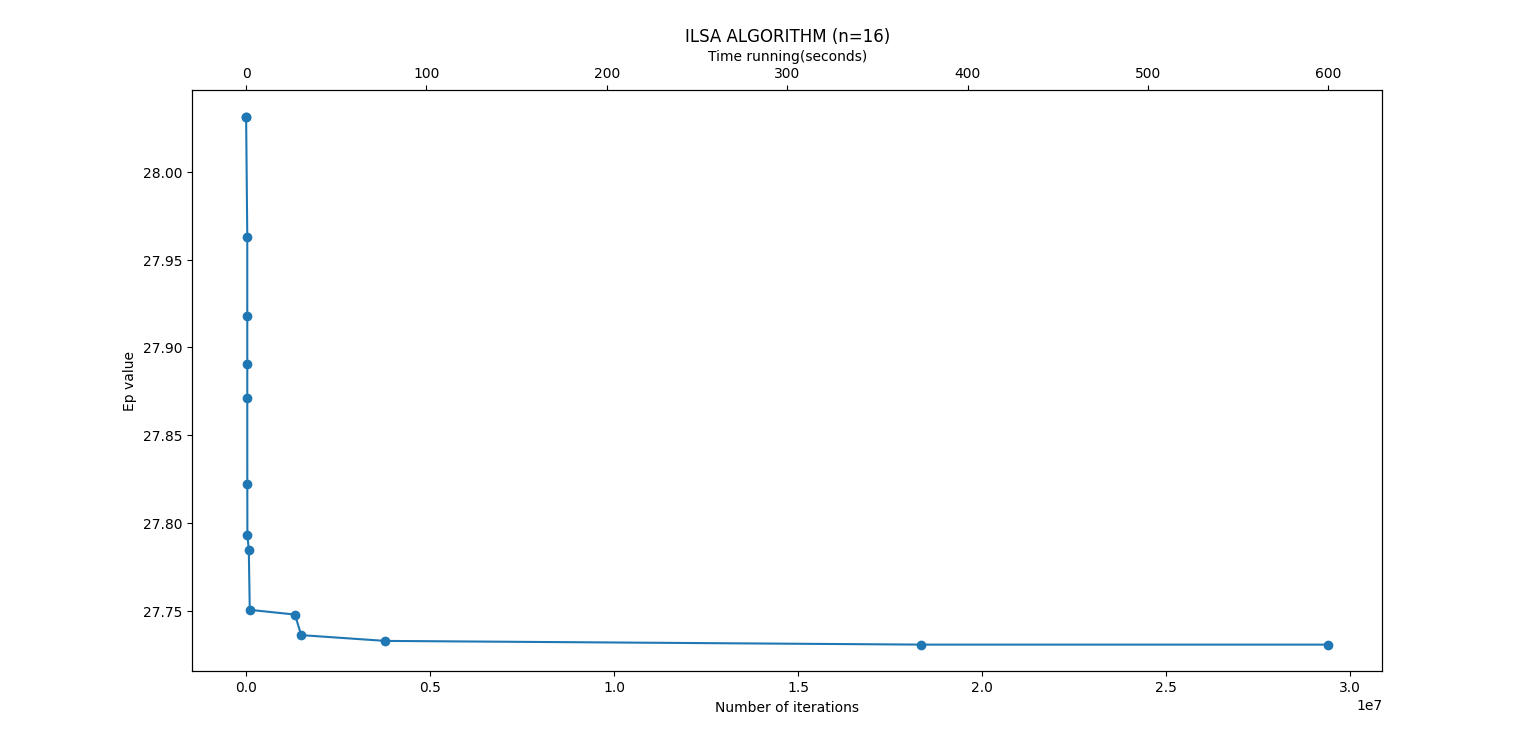 ILSA ALGORITHM (n=16)
Time running(seconds)
0 100 200 300 400 500 600
28.00
27.95
27.90
27.85
27.80
27.75
Ep value
0.0 0.5 1.0 1.5 2.0 2.5 3.0
1e7
Number of iterations